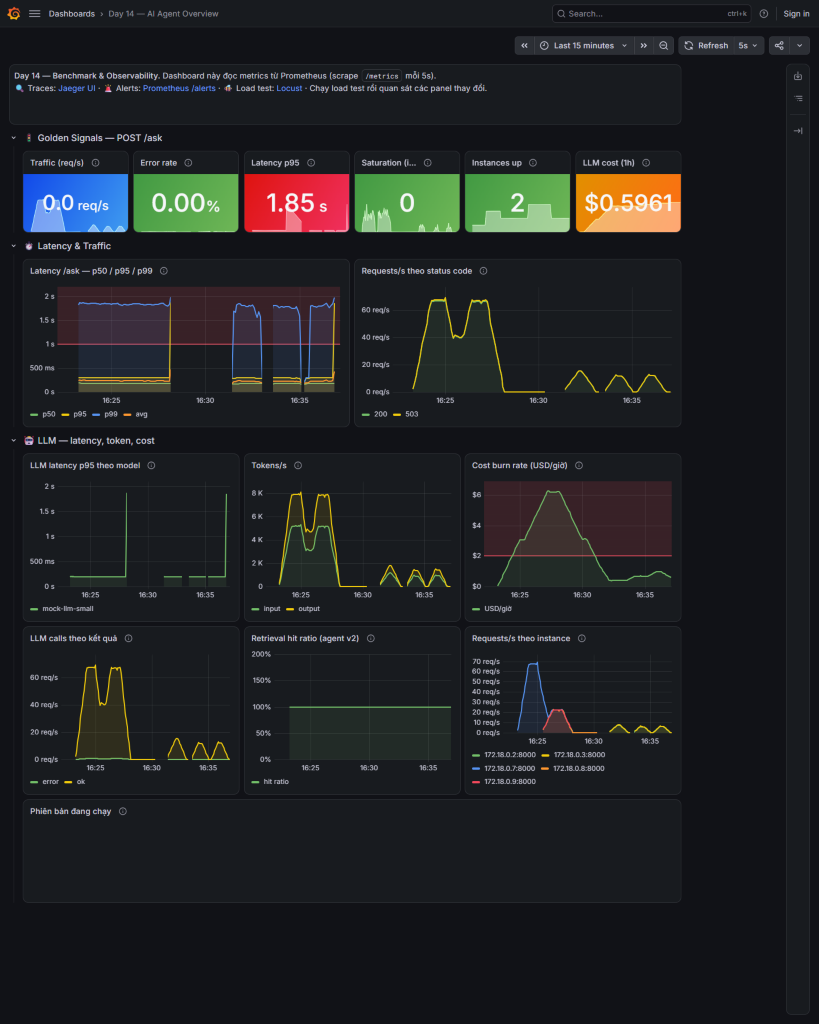 Dashboards › Day 14 — AI Agent Overview
Search... ctrl+k
Sign in
Last 15 minutes
Refresh 5s
Day 14 — Benchmark & Observability. Dashboard này đọc metrics từ Prometheus (scrape /metrics mỗi 5s).
Traces: Jaeger UI · Alerts: Prometheus /alerts · Load test: Locust · Chạy load test rồi quan sát các panel thay đổi.
Golden Signals — POST /ask
Traffic (req/s) Error rate Latency p95 Saturation (i... Instances up LLM cost (1h)
0.0 req/s 0.00% 1.85 s 0 2 $0.5961
Latency & Traffic
Latency /ask — p50 / p95 / p99
2 s
1.5 s
1 s
500 ms
0 s
16:25 16:30 16:35
p50 p95 p99 avg
Requests/s theo status code
60 req/s
40 req/s
20 req/s
0 req/s
16:25 16:30 16:35
200 503
LLM — latency, token, cost
LLM latency p95 theo model
2 s
1.5 s
1 s
500 ms
0 s
16:25 16:30 16:35
mock-llm-small
Tokens/s
8 K
6 K
4 K
2 K
0
16:25 16:30 16:35
input output
Cost burn rate (USD/giờ)
$6
$4
$2
$0
16:25 16:30 16:35
USD/giờ
LLM calls theo kết quả
60 req/s
40 req/s
20 req/s
0 req/s
16:25 16:30 16:35
error ok
Retrieval hit ratio (agent v2)
200%
150%
100%
50%
0%
16:25 16:30 16:35
hit ratio
Requests/s theo instance
70 req/s
60 req/s
50 req/s
40 req/s
30 req/s
20 req/s
10 req/s
0 req/s
16:25 16:30 16:35
172.18.0.2:8000 172.18.0.3:8000
172.18.0.7:8000 172.18.0.8:8000
172.18.0.9:8000
Phiên bản đang chạy